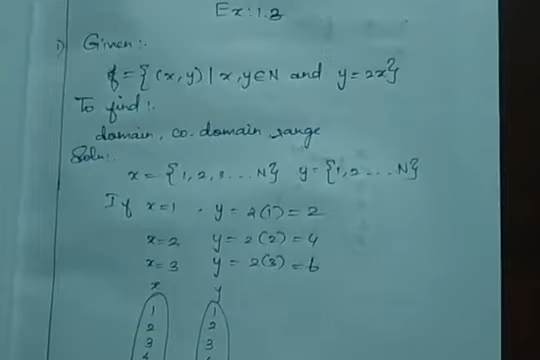 Ex: 1.3
1) Given:-
f = { (x,y) | x,y∈N and y = 2x}
To find:-
domain, co.domain, range
Soln:-
x = {1, 2, 3 ... N} y = {1, 2 ... N}
If x = 1 . y = 2(1) = 2
x = 2 y = 2(2) = 4
x = 3 y = 2(3) = 6
x y
1 1
2 2
3 3
4